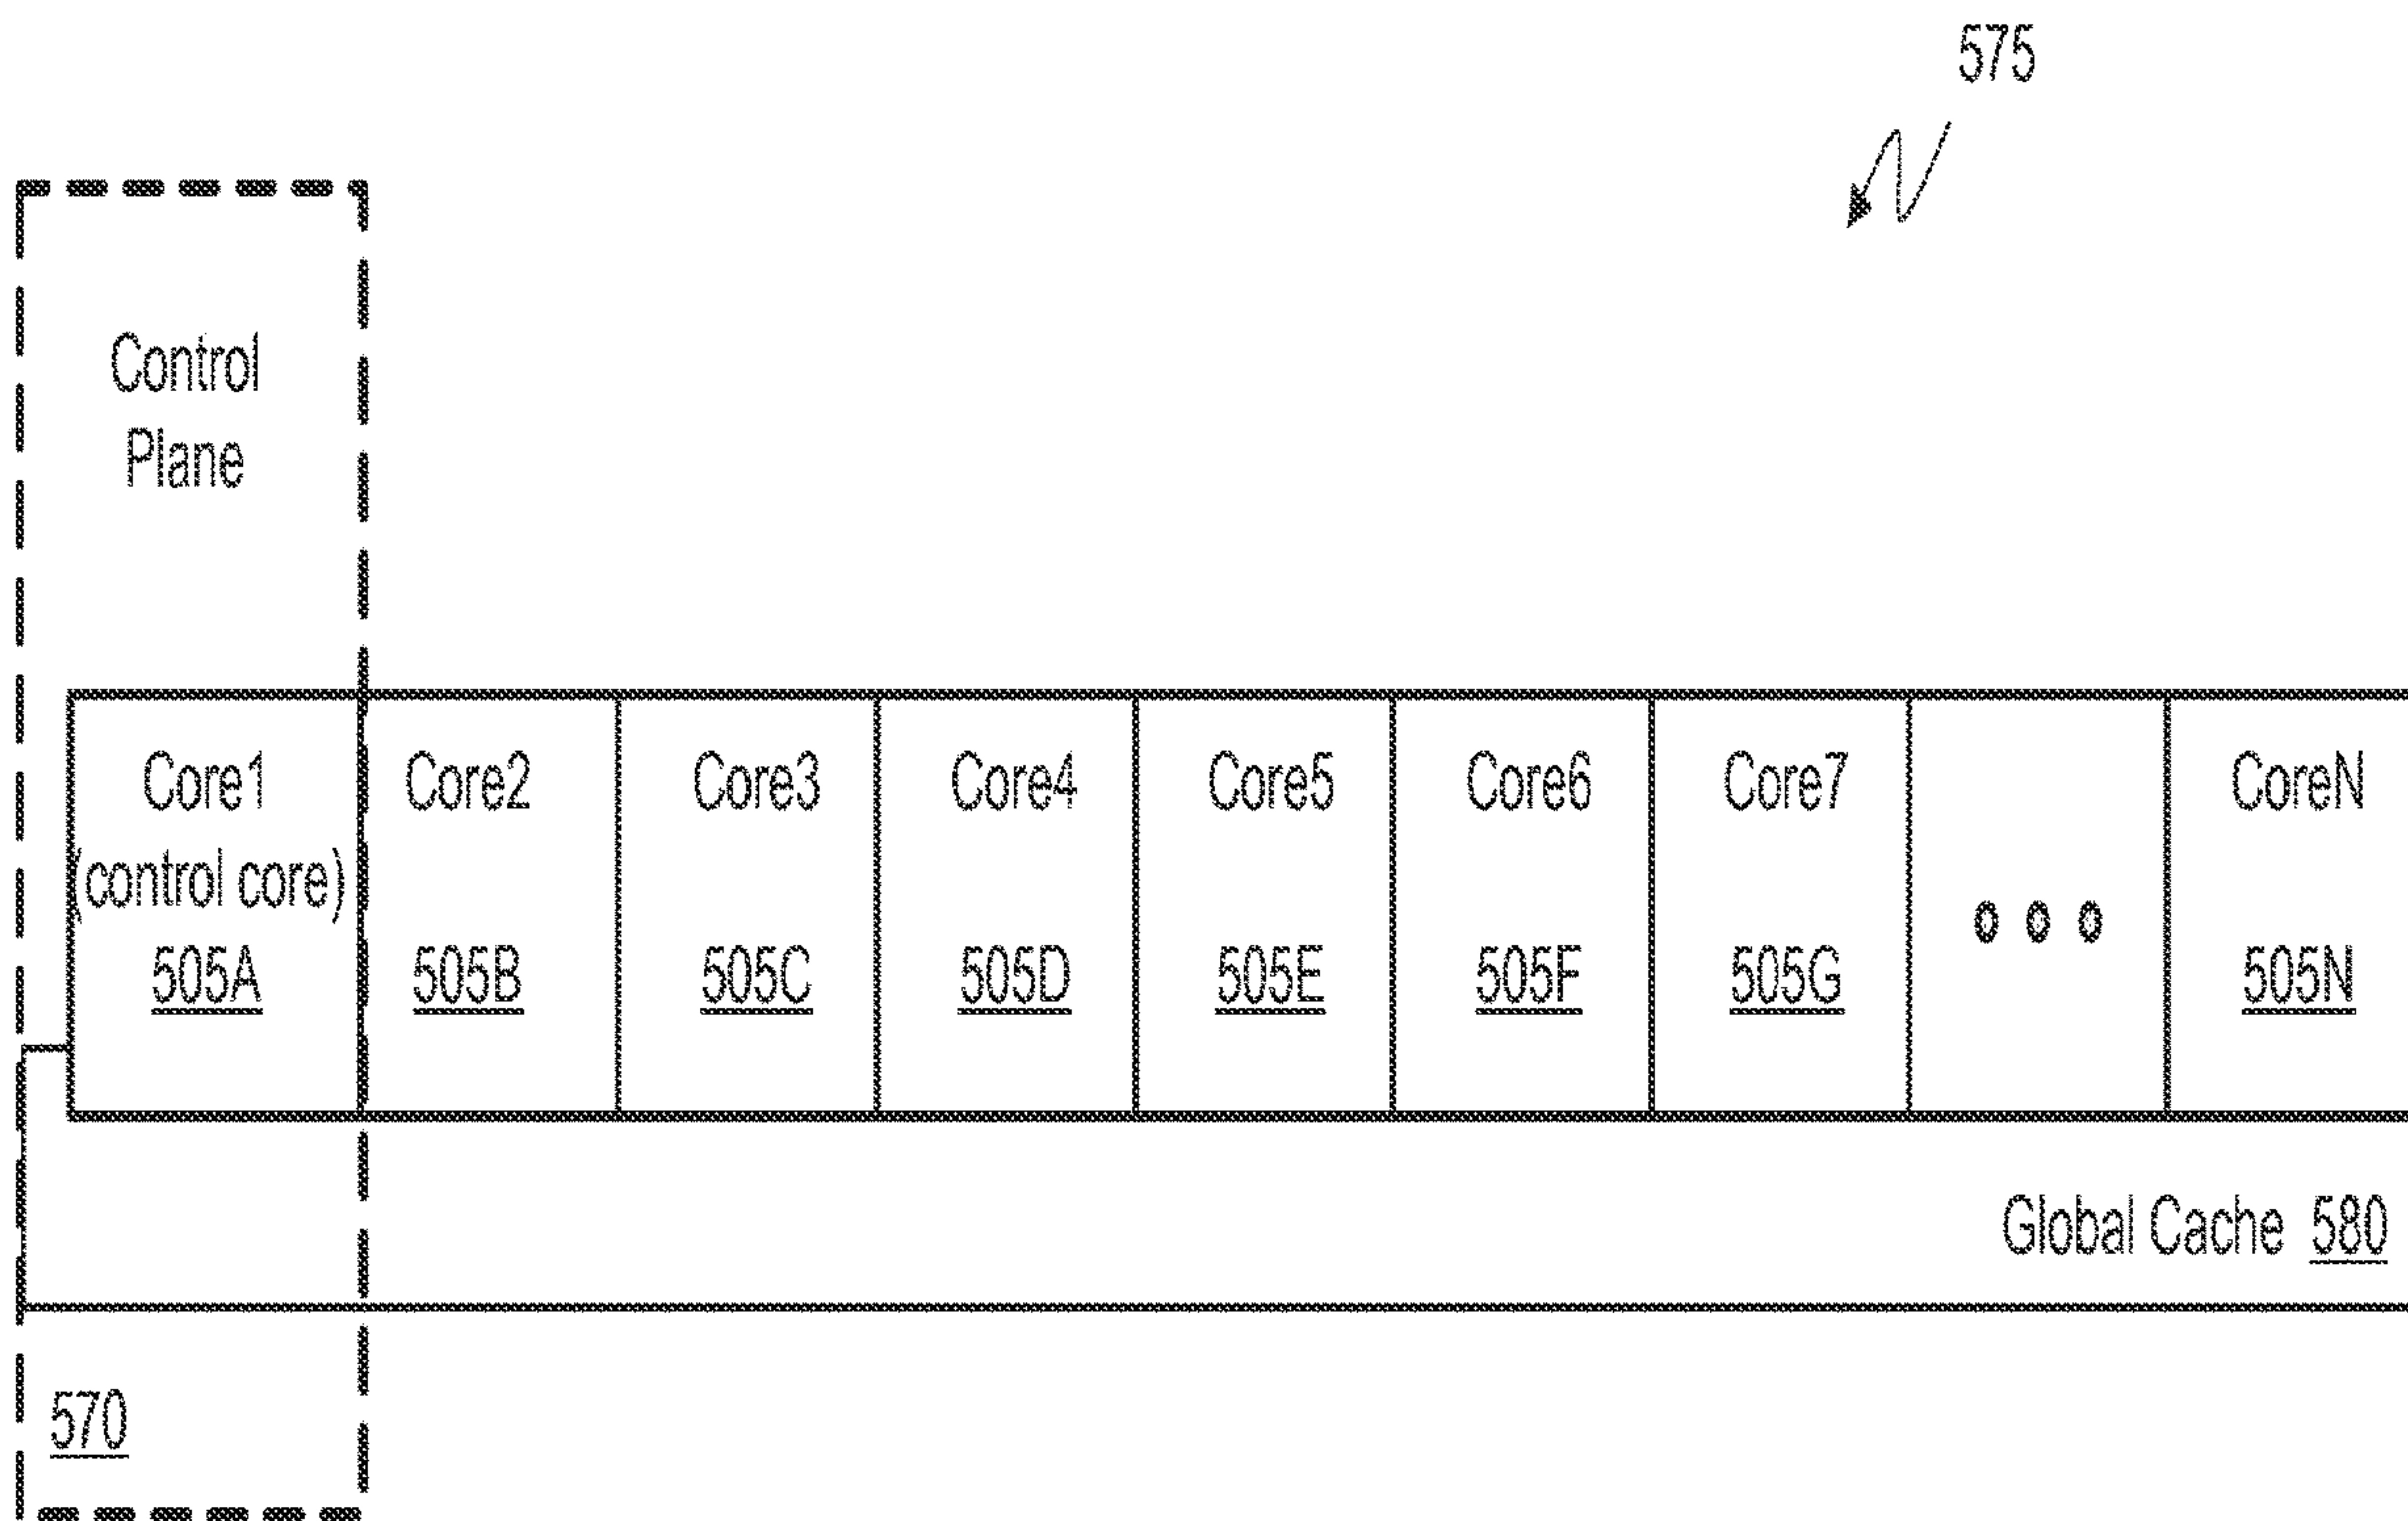 575
Control
Plane
Core1
(control core)
505A
Core2
505B
Core3
505C
Core4
505D
Core5
505E
Core6
505F
Core7
505G
CoreN
505N
Global Cache 580
570